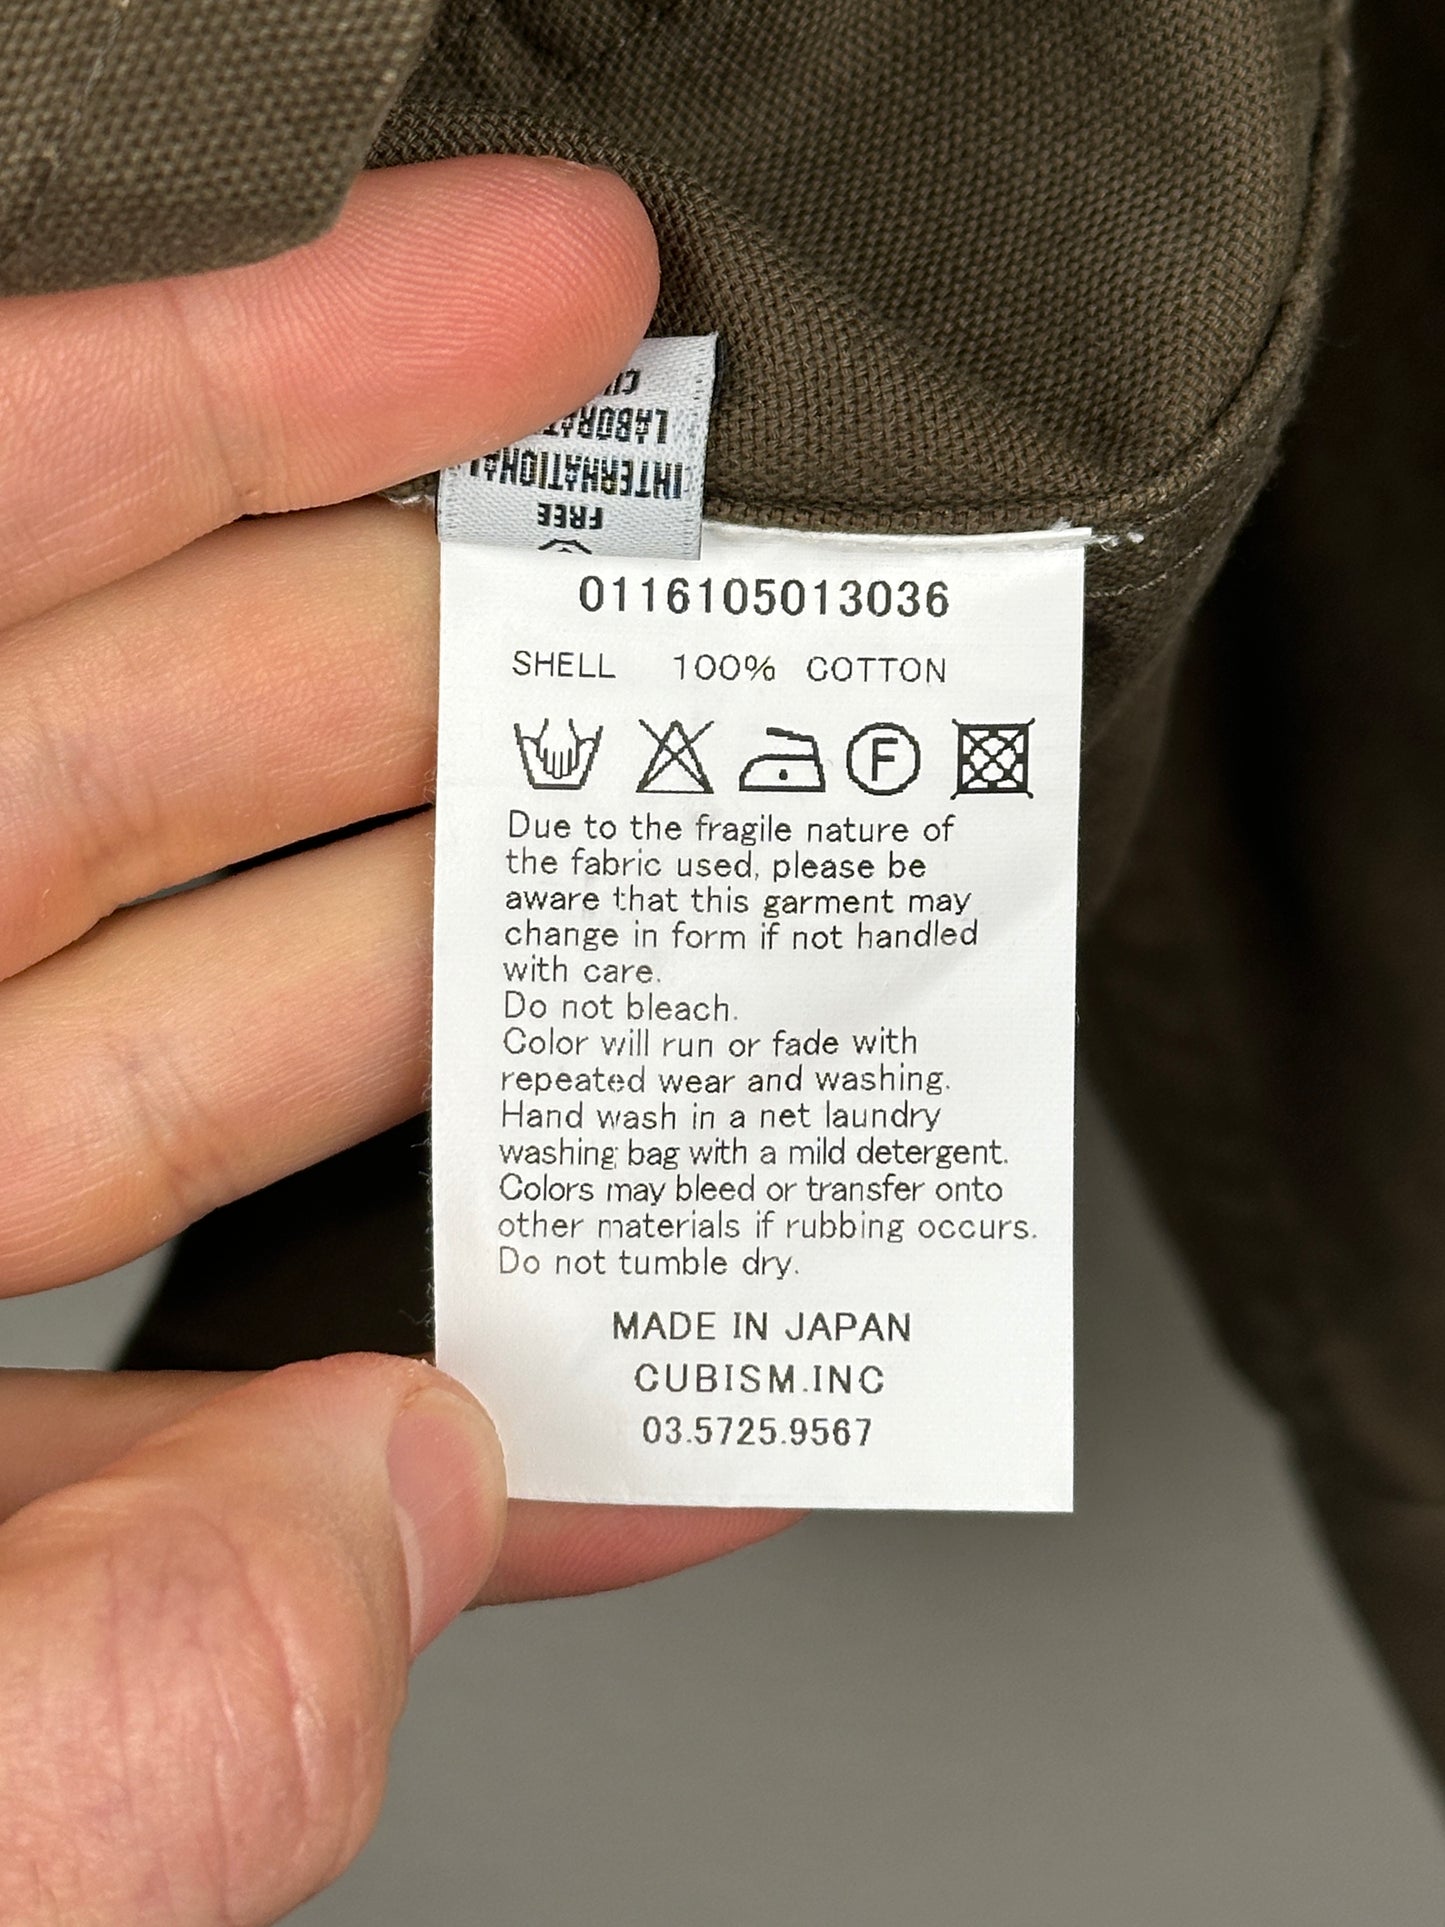 LABORAT
INTERNATIONAL
FREE
0116105013036
SHELL 100% COTTON
F
Due to the fragile nature of
the fabric used, please be
aware that this garment may
change in form if not handled
with care.
Do not bleach.
Color will run or fade with
repeated wear and washing.
Hand wash in a net laundry
washing bag with a mild detergent.
Colors may bleed or transfer onto
other materials if rubbing occurs.
Do not tumble dry.
MADE IN JAPAN
CUBISM.INC
03.5725.9567